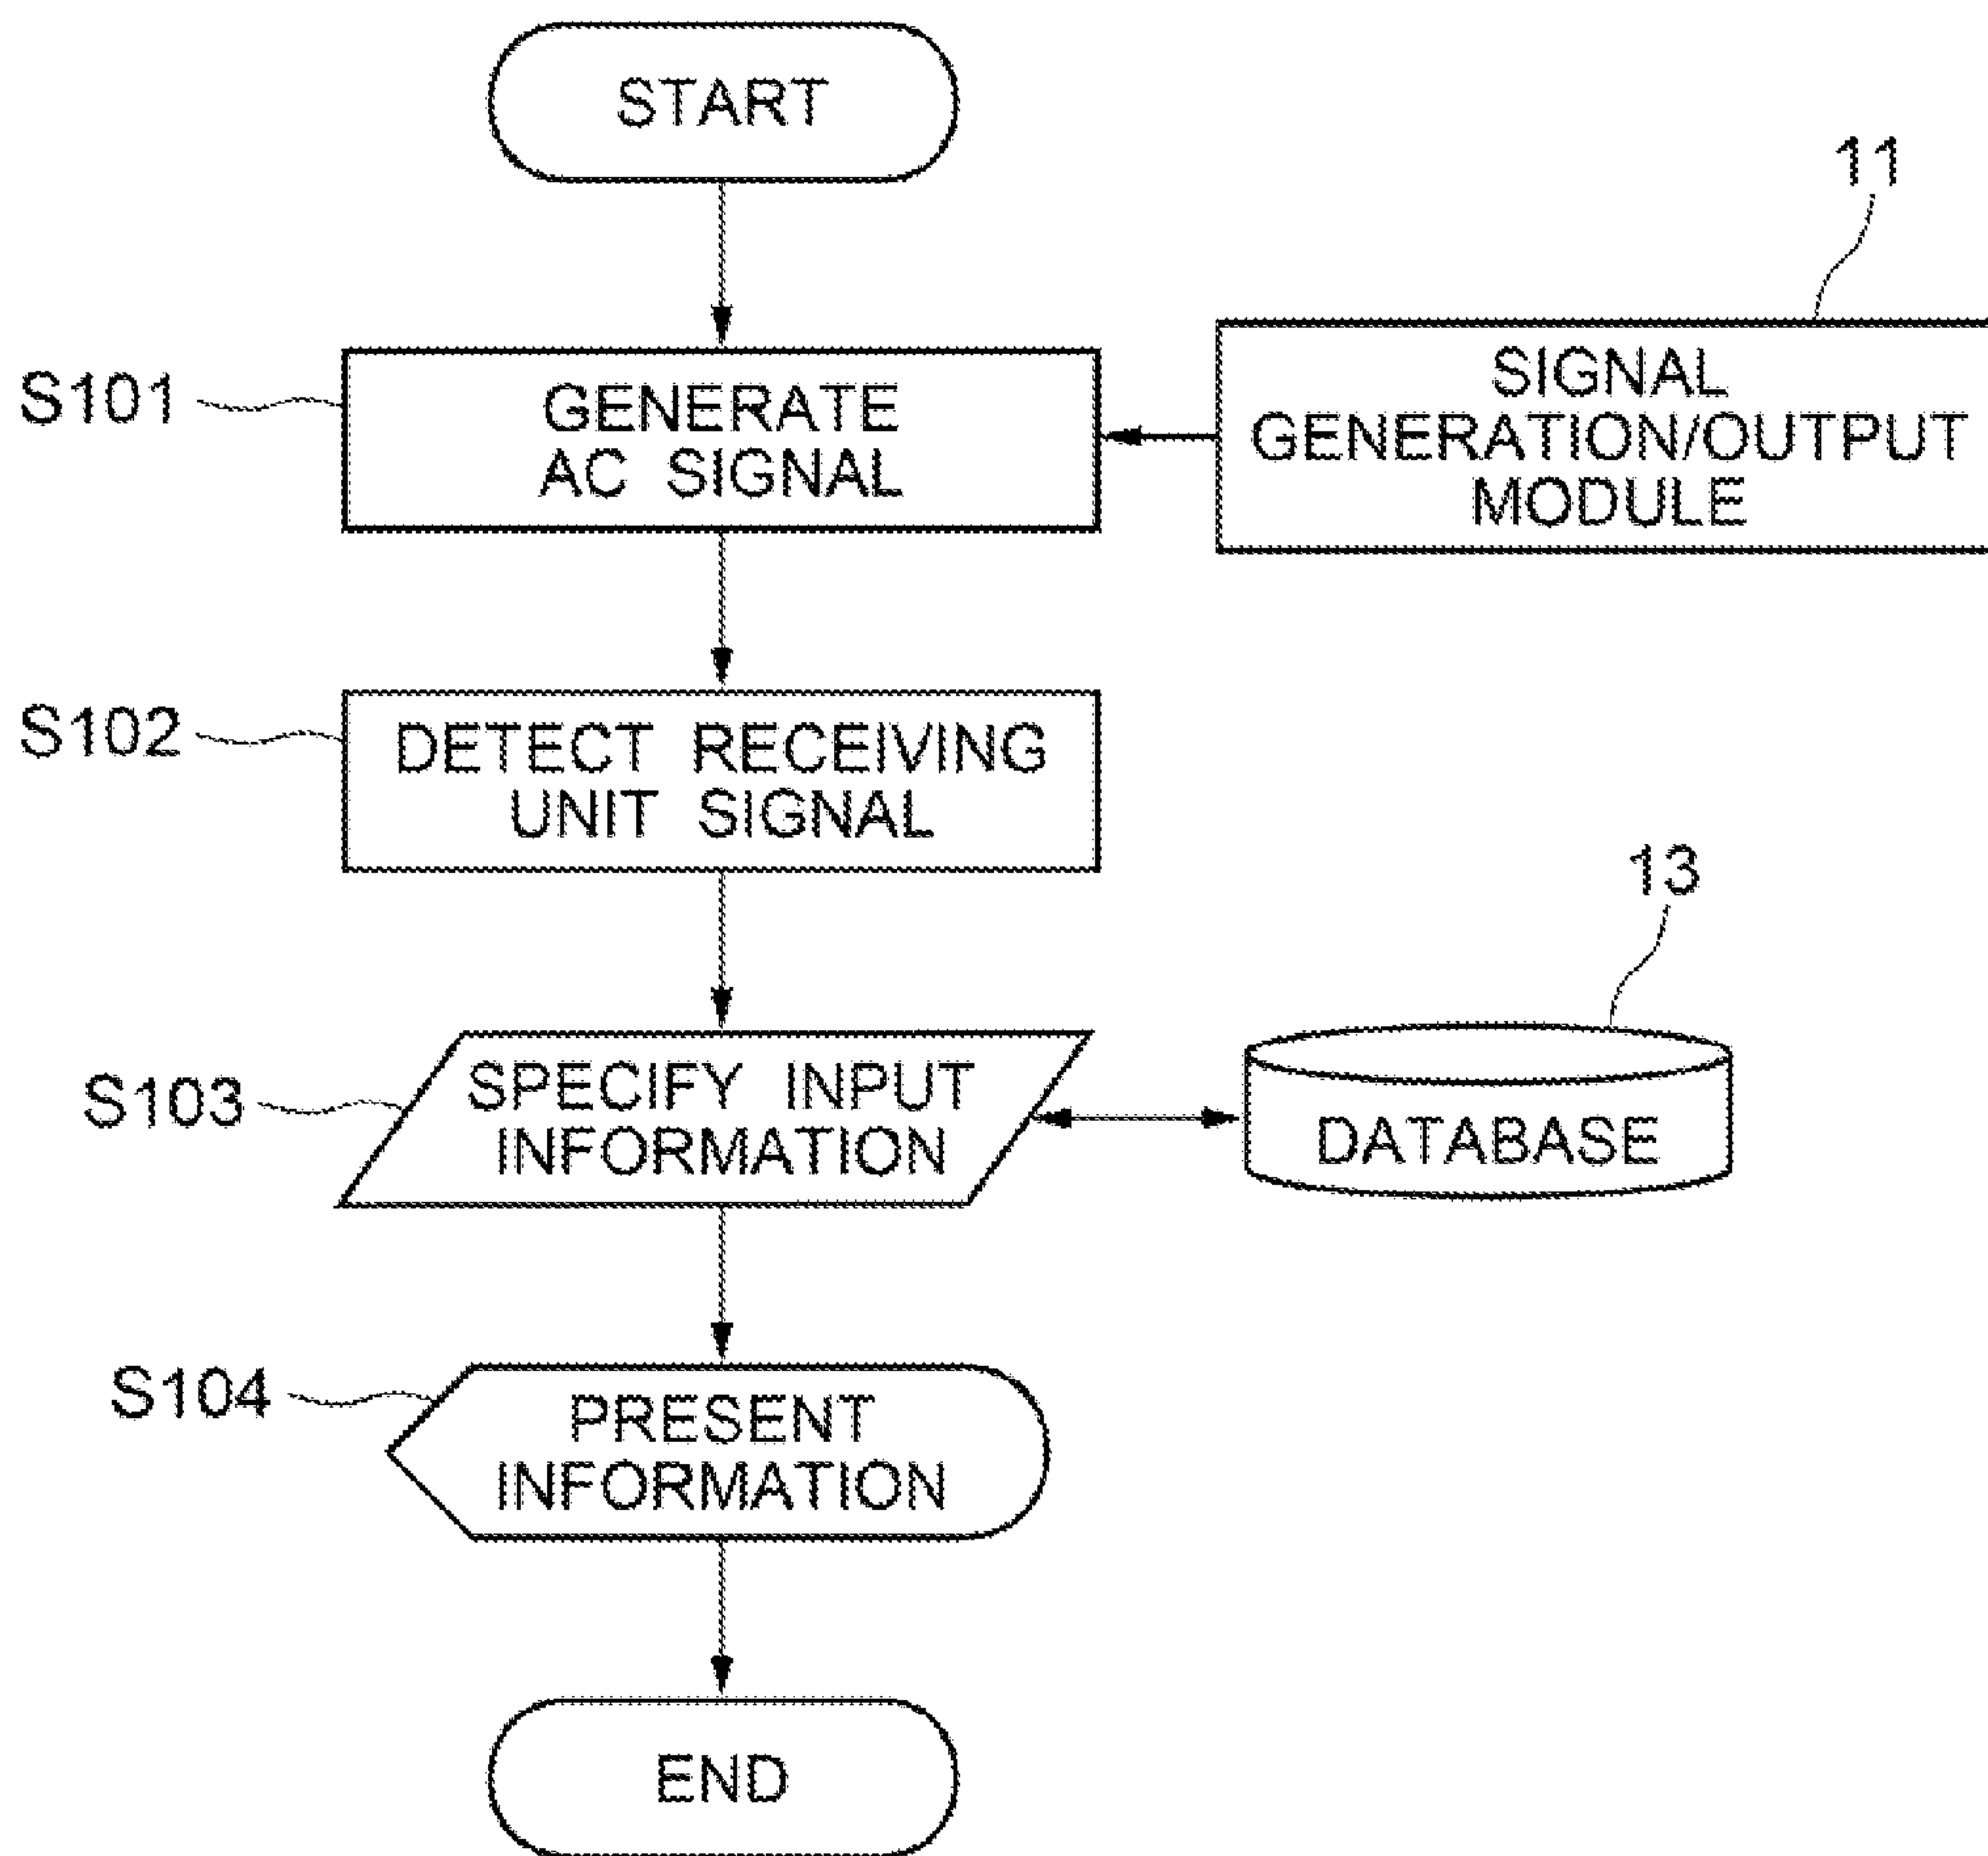 START
11
S101
GENERATE
AC SIGNAL
SIGNAL
GENERATION/OUTPUT
MODULE
S102
DETECT RECEIVING
UNIT SIGNAL
13
S103
SPECIFY INPUT
INFORMATION
DATABASE
S104
PRESENT
INFORMATION
END